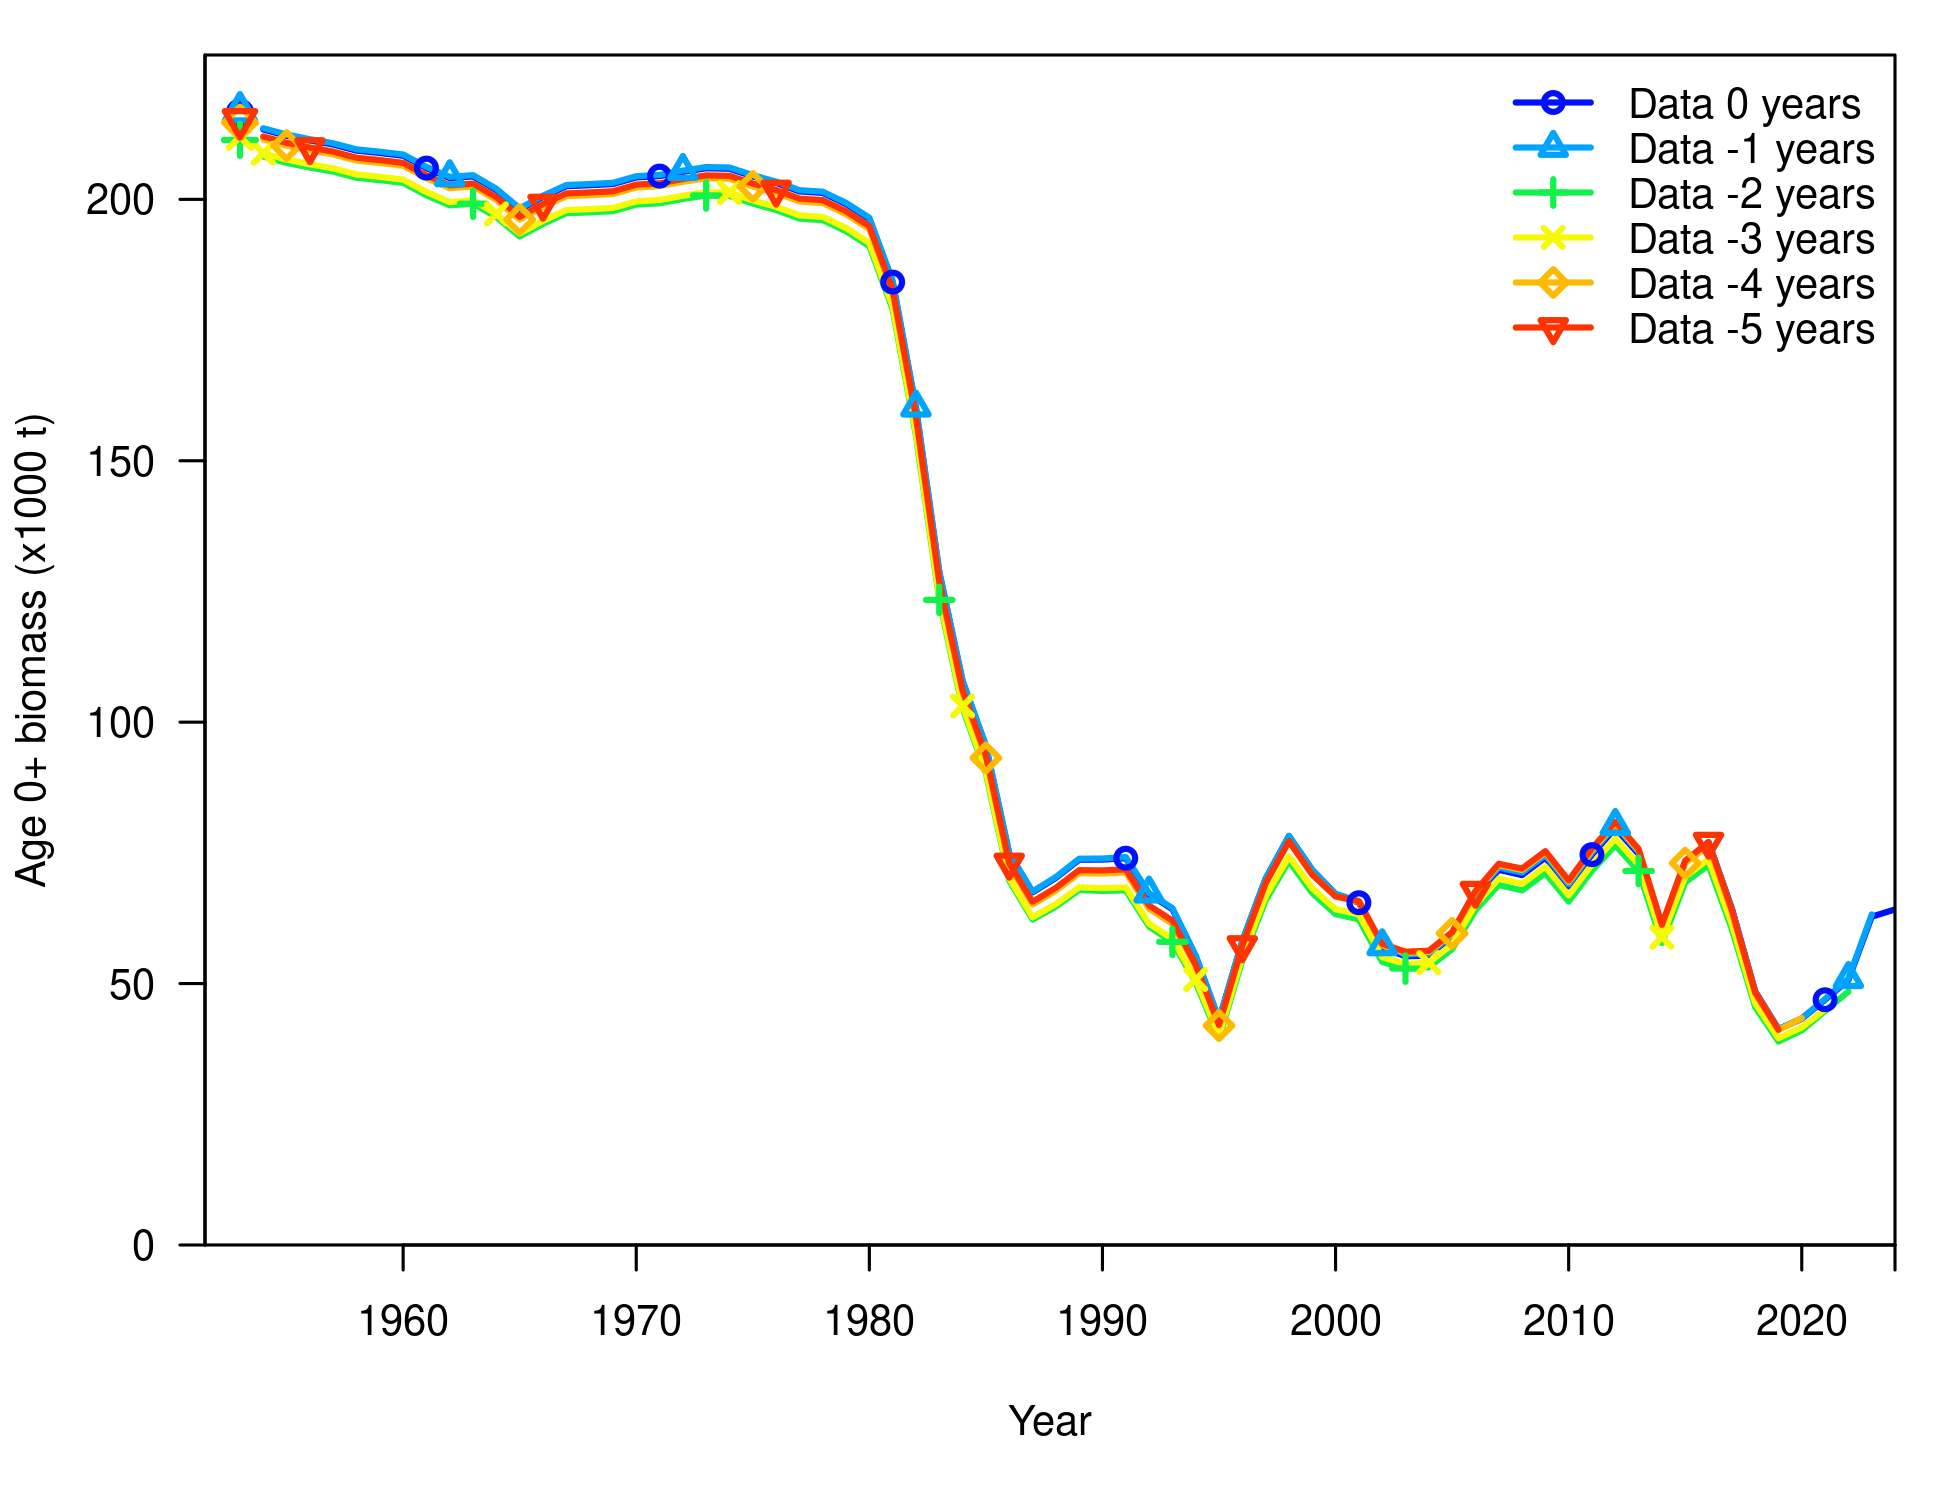 Data 0 years
Data -1 years
Data -2 years
Data -3 years
Data -4 years
Data -5 years
Age 0+ biomass (x1000 t)
200
150
100
50
0
1960 1970 1980 1990 2000 2010 2020
Year